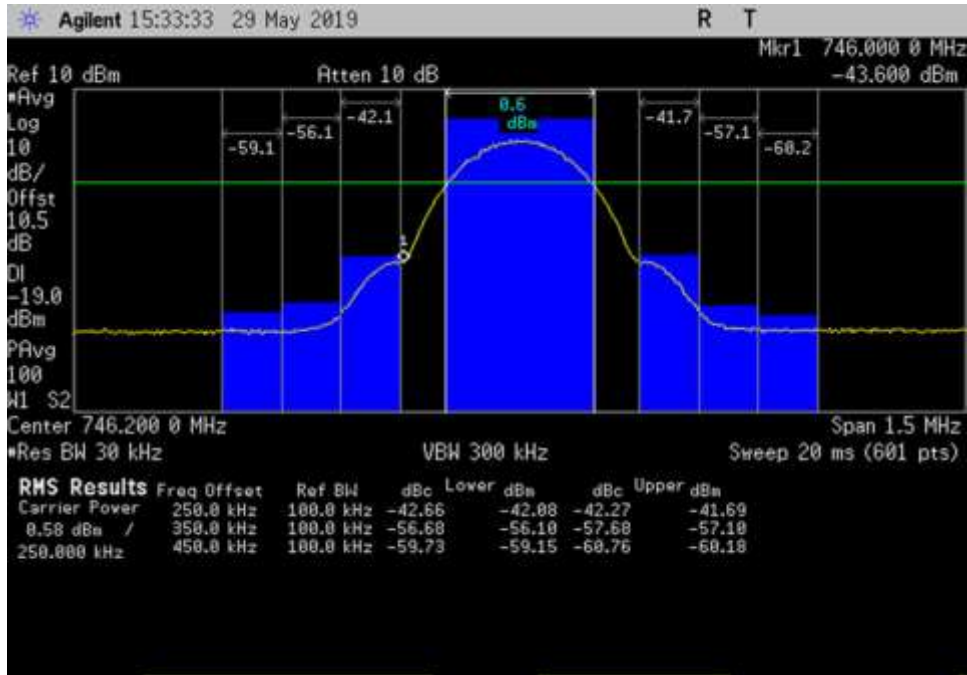 Agilent 15:33:33 29 May 2019 R T
Mkr1 746.000 0 MHz
Ref 10 dBm Atten 10 dB -43.600 dBm
*Avg
Log
10
dB/
Offst
10.5
dB
DI
-19.0
dBm
PAvg
100
W1 S2
-59.1 -56.1 -42.1 0.6 dBm -41.7 -57.1 -60.2
1
Center 746.200 0 MHz Span 1.5 MHz
*Res BW 30 kHz VBW 300 kHz Sweep 20 ms (601 pts)
RMS Results Freq Offset Ref BW dBc Lower dBm dBc Upper dBm
Carrier Power 250.0 kHz 100.0 kHz -42.66 -42.08 -42.27 -41.69
0.58 dBm / 350.0 kHz 100.0 kHz -56.68 -56.10 -57.68 -57.10
250.000 kHz 450.0 kHz 100.0 kHz -59.73 -59.15 -60.76 -60.18